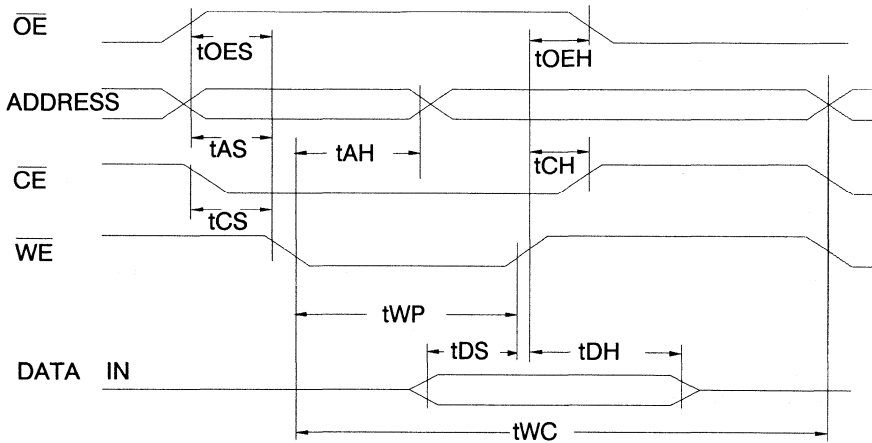 OE
tOES
tOEH
ADDRESS
tAS
tAH
tCH
CE
tCS
WE
tWP
tDS
tDH
DATA IN
tWC